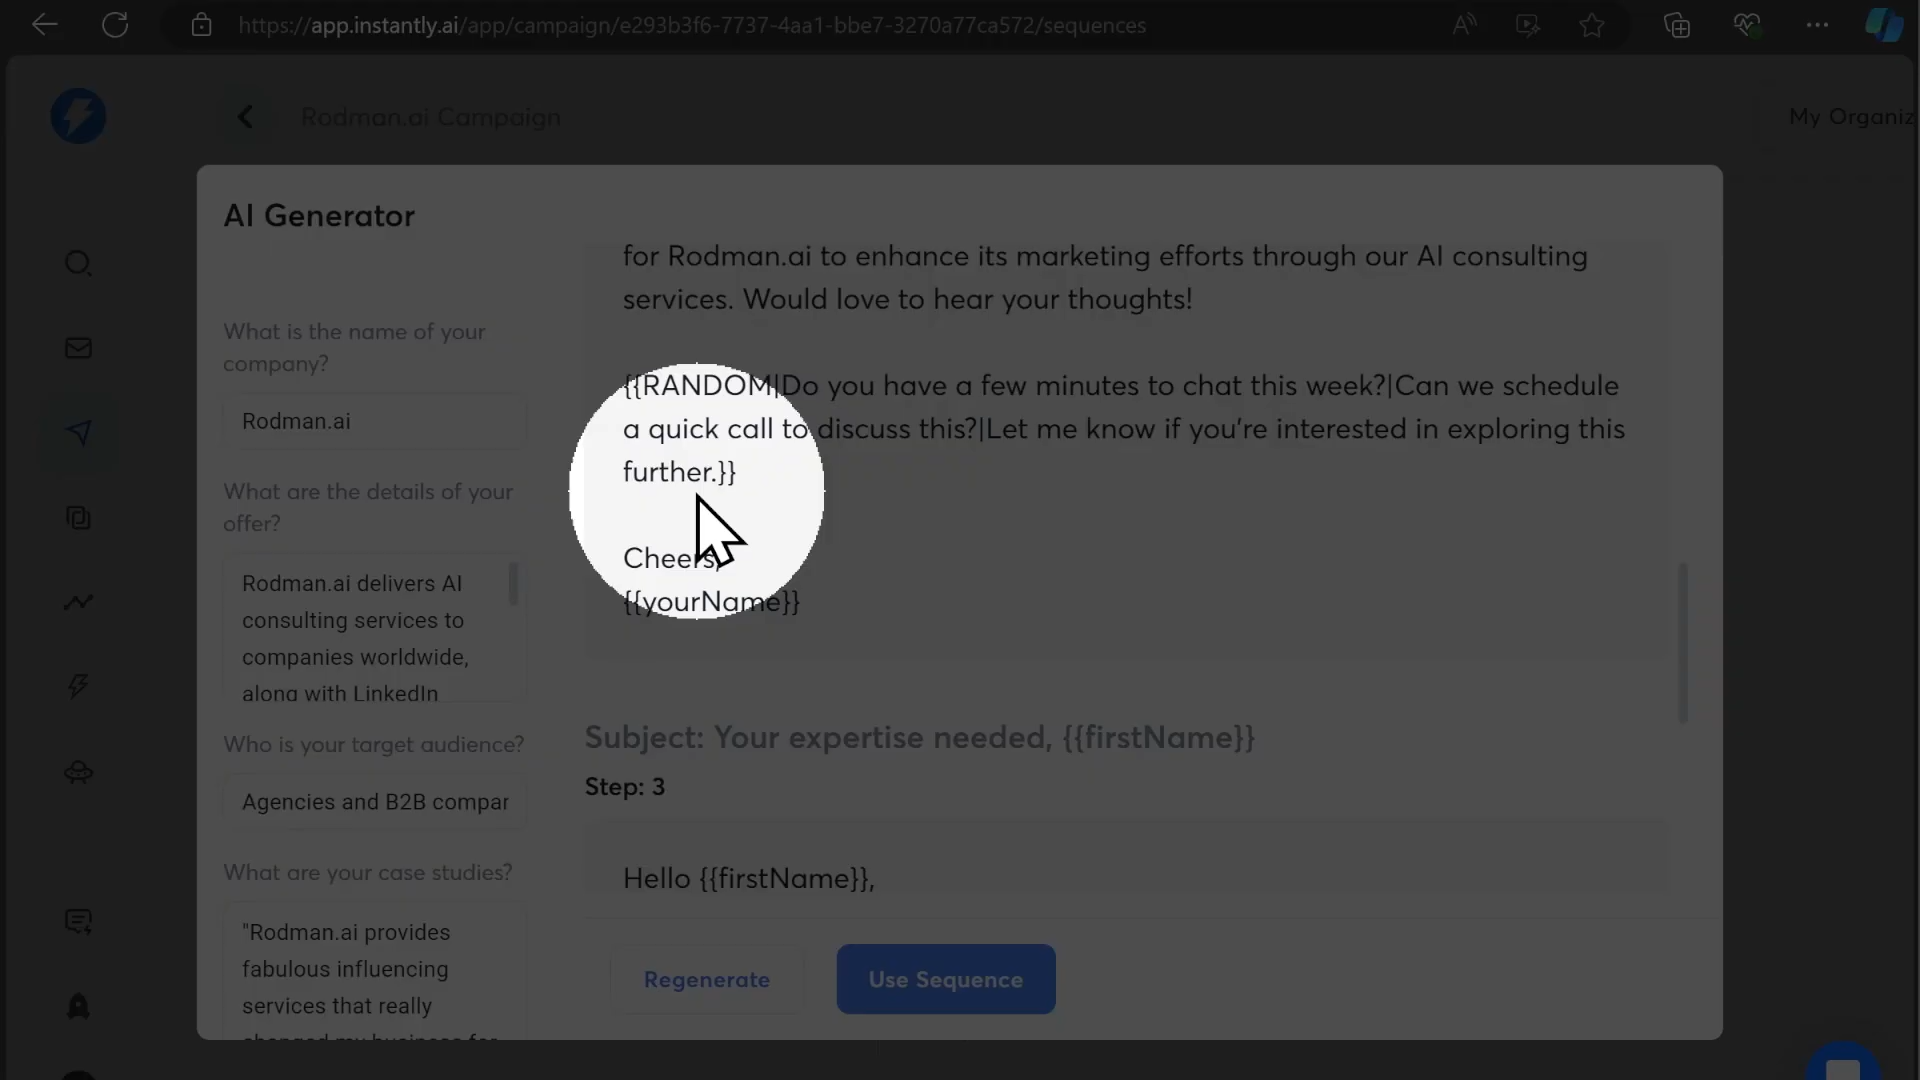 https://app.instantly.ai/app/campaign/e293b3f6-7737-4aa1-bbe7-3270a77ca572/sequences
Rodman.ai Campaign
My Organiz
AI Generator
What is the name of your
company?
Rodman.ai
What are the details of your
offer?
Rodman.ai delivers AI
consulting services to
companies worldwide,
along with LinkedIn
Who is your target audience?
Agencies and B2B compar
What are your case studies?
"Rodman.ai provides
fabulous influencing
services that really
changed my business for
for Rodman.ai to enhance its marketing efforts through our AI consulting
services. Would love to hear your thoughts!
{{RANDOM|Do you have a few minutes to chat this week?|Can we schedule
a quick call to discuss this?|Let me know if you're interested in exploring this
further.}}
Cheers,
{{yourName}}
Subject: Your expertise needed, {{firstName}}
Step: 3
Hello {{firstName}},
Regenerate
Use Sequence